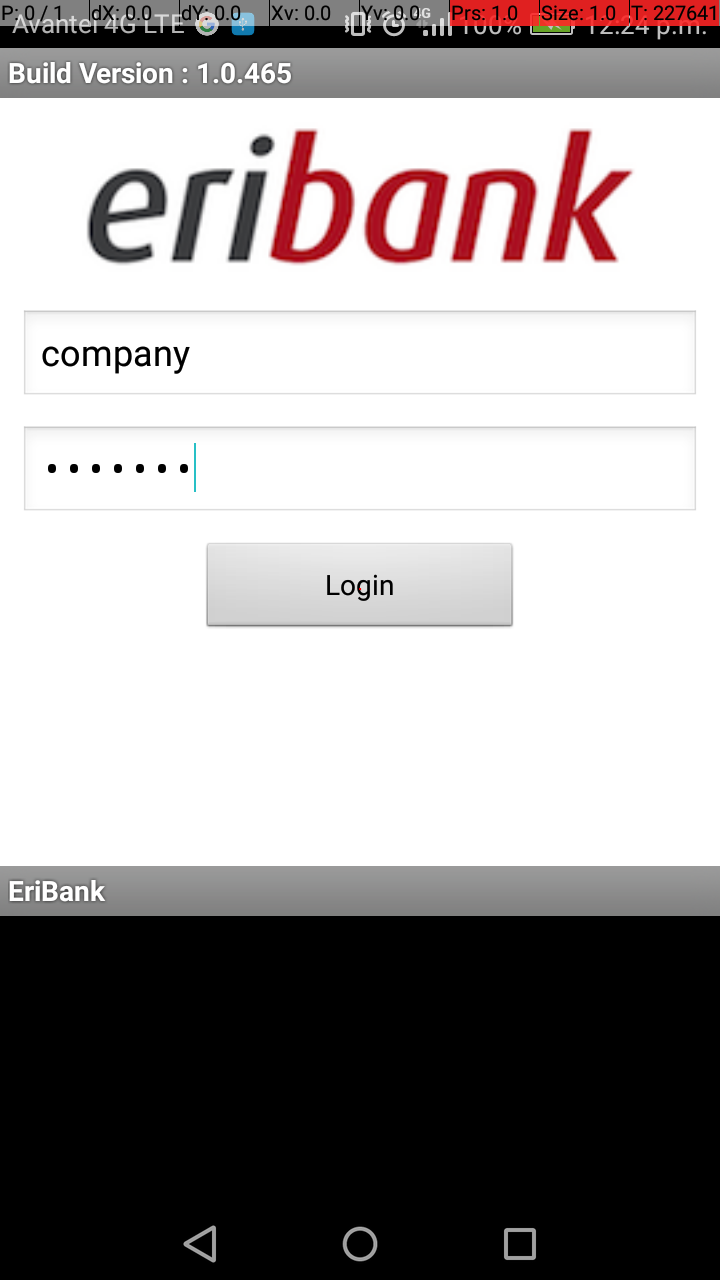 P: 0 / 1 dX: 0.0 dY: 0.0 Xv: 0.0 Yv: 0.0 Prs: 1.0 Size: 1.0 T: 227641
Avantel 4G LTE 4G 100% 12:24 p.m.
Build Version : 1.0.465
eribank
company
•••••••
Login
EriBank